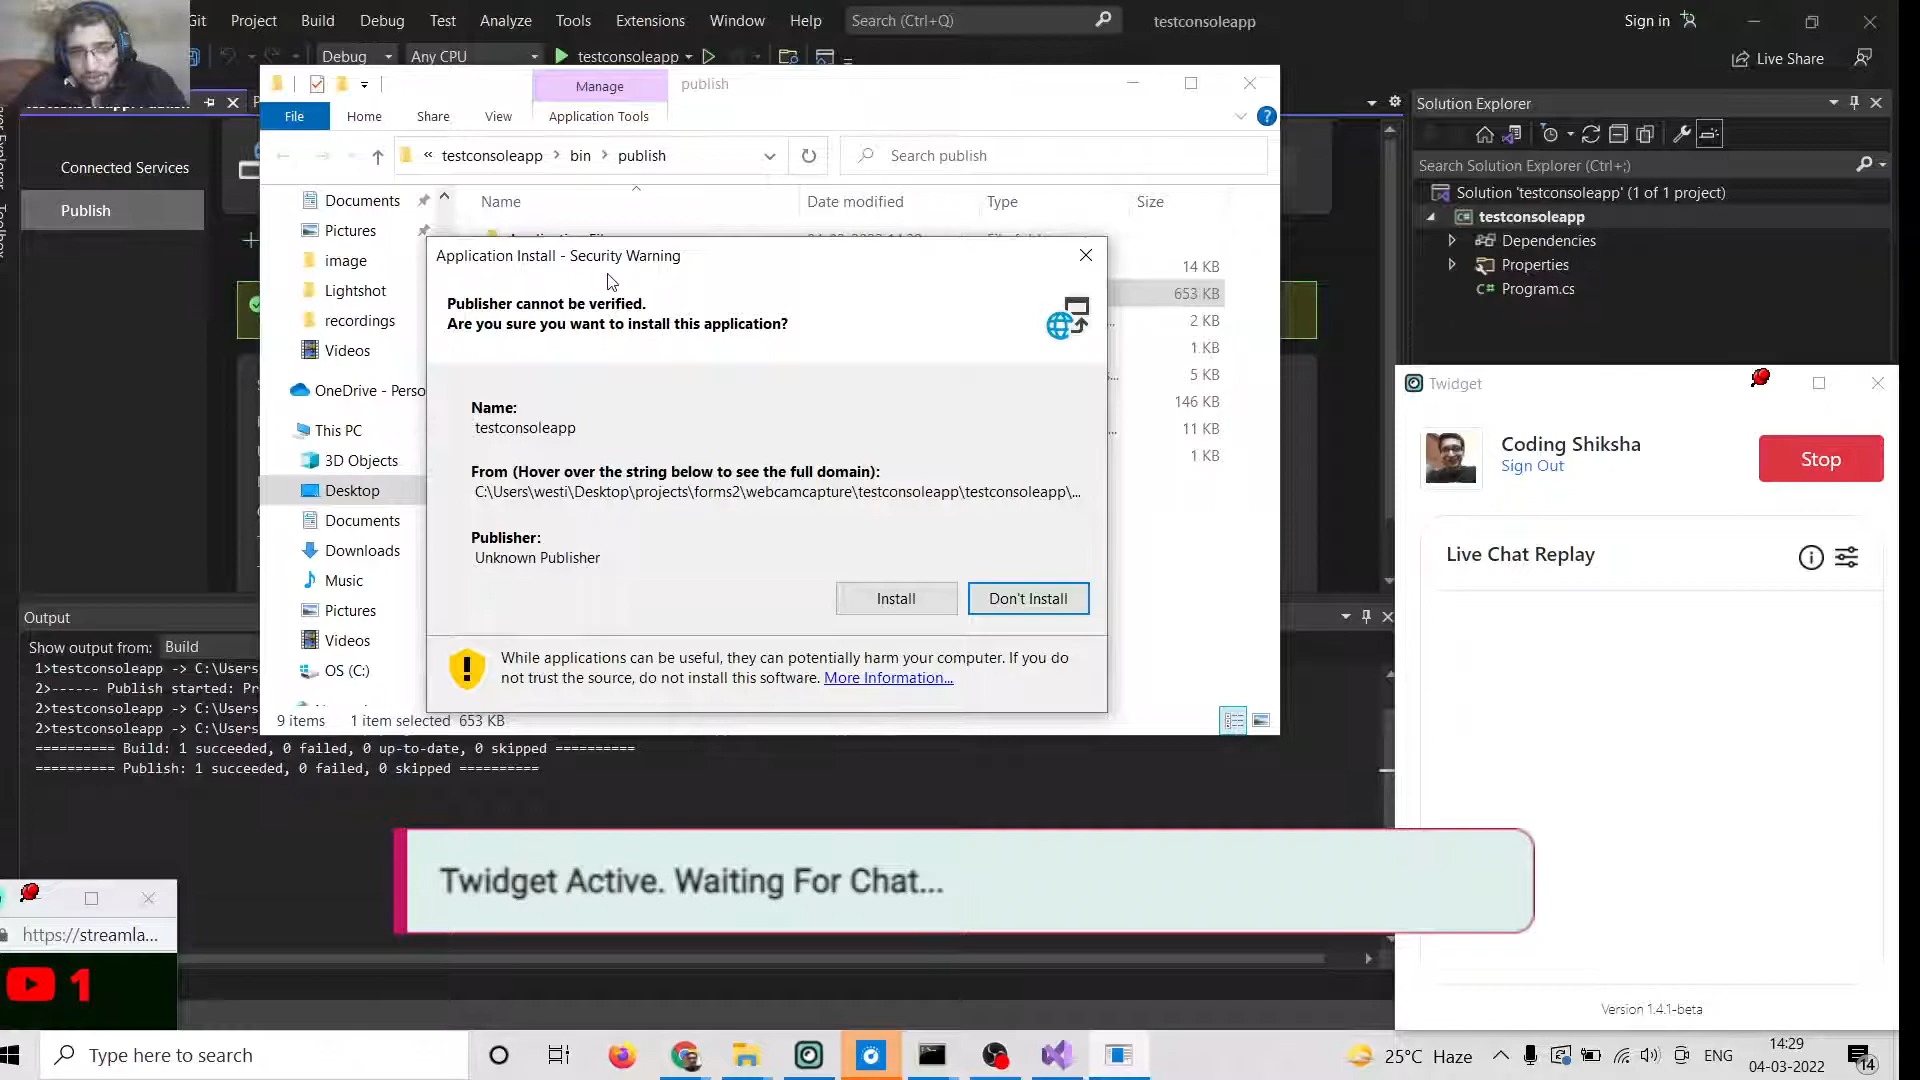 Git Project Build Debug Test Analyze Tools Extensions Window Help Search (Ctrl+Q) testconsoleapp Sign in
Debug Any CPU testconsoleapp Live Share
Manage publish
File Home Share View Application Tools
« testconsoleapp bin publish Search publish
Connected Services
Publish
Documents
Pictures
image
Lightshot
recordings
Videos
OneDrive - Perso
This PC
3D Objects
Desktop
Documents
Downloads
Music
Pictures
Videos
OS (C:)
Name Date modified Type Size
14 KB
653 KB
2 KB
1 KB
5 KB
146 KB
11 KB
1 KB
Application Install - Security Warning
Publisher cannot be verified.
Are you sure you want to install this application?
Name:
testconsoleapp
From (Hover over the string below to see the full domain):
C:\Users\westi\Desktop\projects\forms2\webcamcapture\testconsoleapp\testconsoleapp\...
Publisher:
Unknown Publisher
Install Don't Install
While applications can be useful, they can potentially harm your computer. If you do
not trust the source, do not install this software. More Information...
9 items 1 item selected 653 KB
Solution Explorer
Search Solution Explorer (Ctrl+;)
Solution 'testconsoleapp' (1 of 1 project)
testconsoleapp
Dependencies
Properties
C# Program.cs
Twidget
Coding Shiksha
Sign Out
Stop
Live Chat Replay
Version 1.4.1-beta
Output
Show output from: Build
1>testconsoleapp -> C:\Users
2>------ Publish started: Pr
2>testconsoleapp -> C:\Users
2>testconsoleapp -> C:\Users
========== Build: 1 succeeded, 0 failed, 0 up-to-date, 0 skipped ==========
========== Publish: 1 succeeded, 0 failed, 0 skipped ==========
Twidget Active. Waiting For Chat...
https://streamla...
1
Type here to search
25°C Haze ENG 14:29
04-03-2022
14